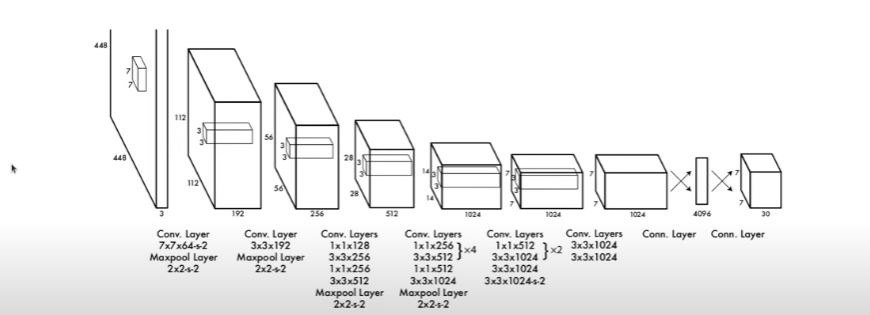 448
7
7
448
3
112
3
3
112
192
56
3
3
56
256
28
3
3
28
512
14
3
3
14
1024
7
3
3
7
1024
7
7
1024
4096
7
7
30
Conv. Layer
7x7x64-s-2
Maxpool Layer
2x2-s-2
Conv. Layer
3x3x192
Maxpool Layer
2x2-s-2
Conv. Layers
1x1x128
3x3x256
1x1x256
3x3x512
Maxpool Layer
2x2-s-2
Conv. Layers
1x1x256 }x4
3x3x512
1x1x512
3x3x1024
Maxpool Layer
2x2-s-2
Conv. Layers
1x1x512 }x2
3x3x1024
3x3x1024
3x3x1024-s-2
Conv. Layers
3x3x1024
3x3x1024
Conn. Layer
Conn. Layer